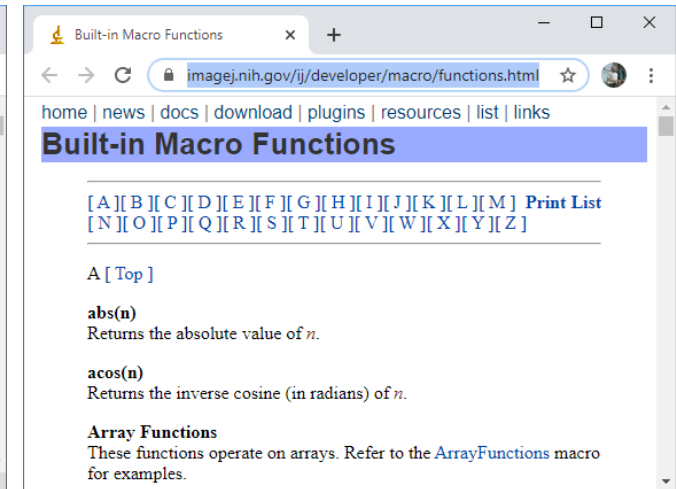 Built-in Macro Functions
imagej.nih.gov/ij/developer/macro/functions.html
home | news | docs | download | plugins | resources | list | links
Built-in Macro Functions
[ A ][ B ][ C ][ D ][ E ][ F ][ G ][ H ][ I ][ J ][ K ][ L ][ M ] Print List
[ N ][ O ][ P ][ Q ][ R ][ S ][ T ][ U ][ V ][ W ][ X ][ Y ][ Z ]
A [ Top ]
abs(n)
Returns the absolute value of n.
acos(n)
Returns the inverse cosine (in radians) of n.
Array Functions
These functions operate on arrays. Refer to the ArrayFunctions macro
for examples.